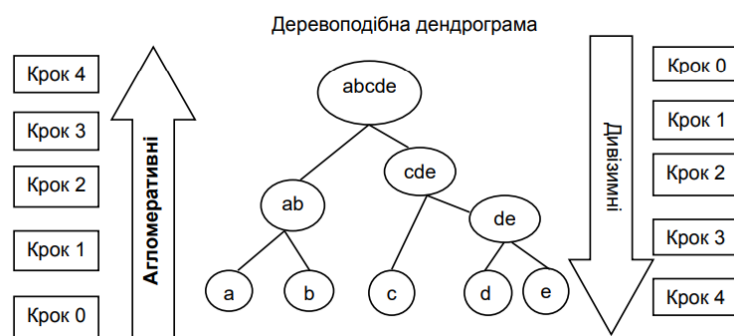 Деревоподібна дендрограма
Крок 4
Крок 3
Крок 2
Крок 1
Крок 0
Агломеративні
abcde
cde
ab
de
a
b
c
d
e
Дивізимні
Крок 0
Крок 1
Крок 2
Крок 3
Крок 4